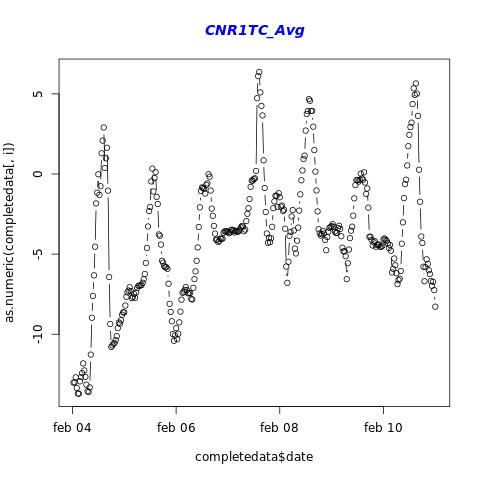 CNR1TC_Avg
as.numeric(completedata[, i])
5
0
-5
-10
feb 04 feb 06 feb 08 feb 10
completedata$date